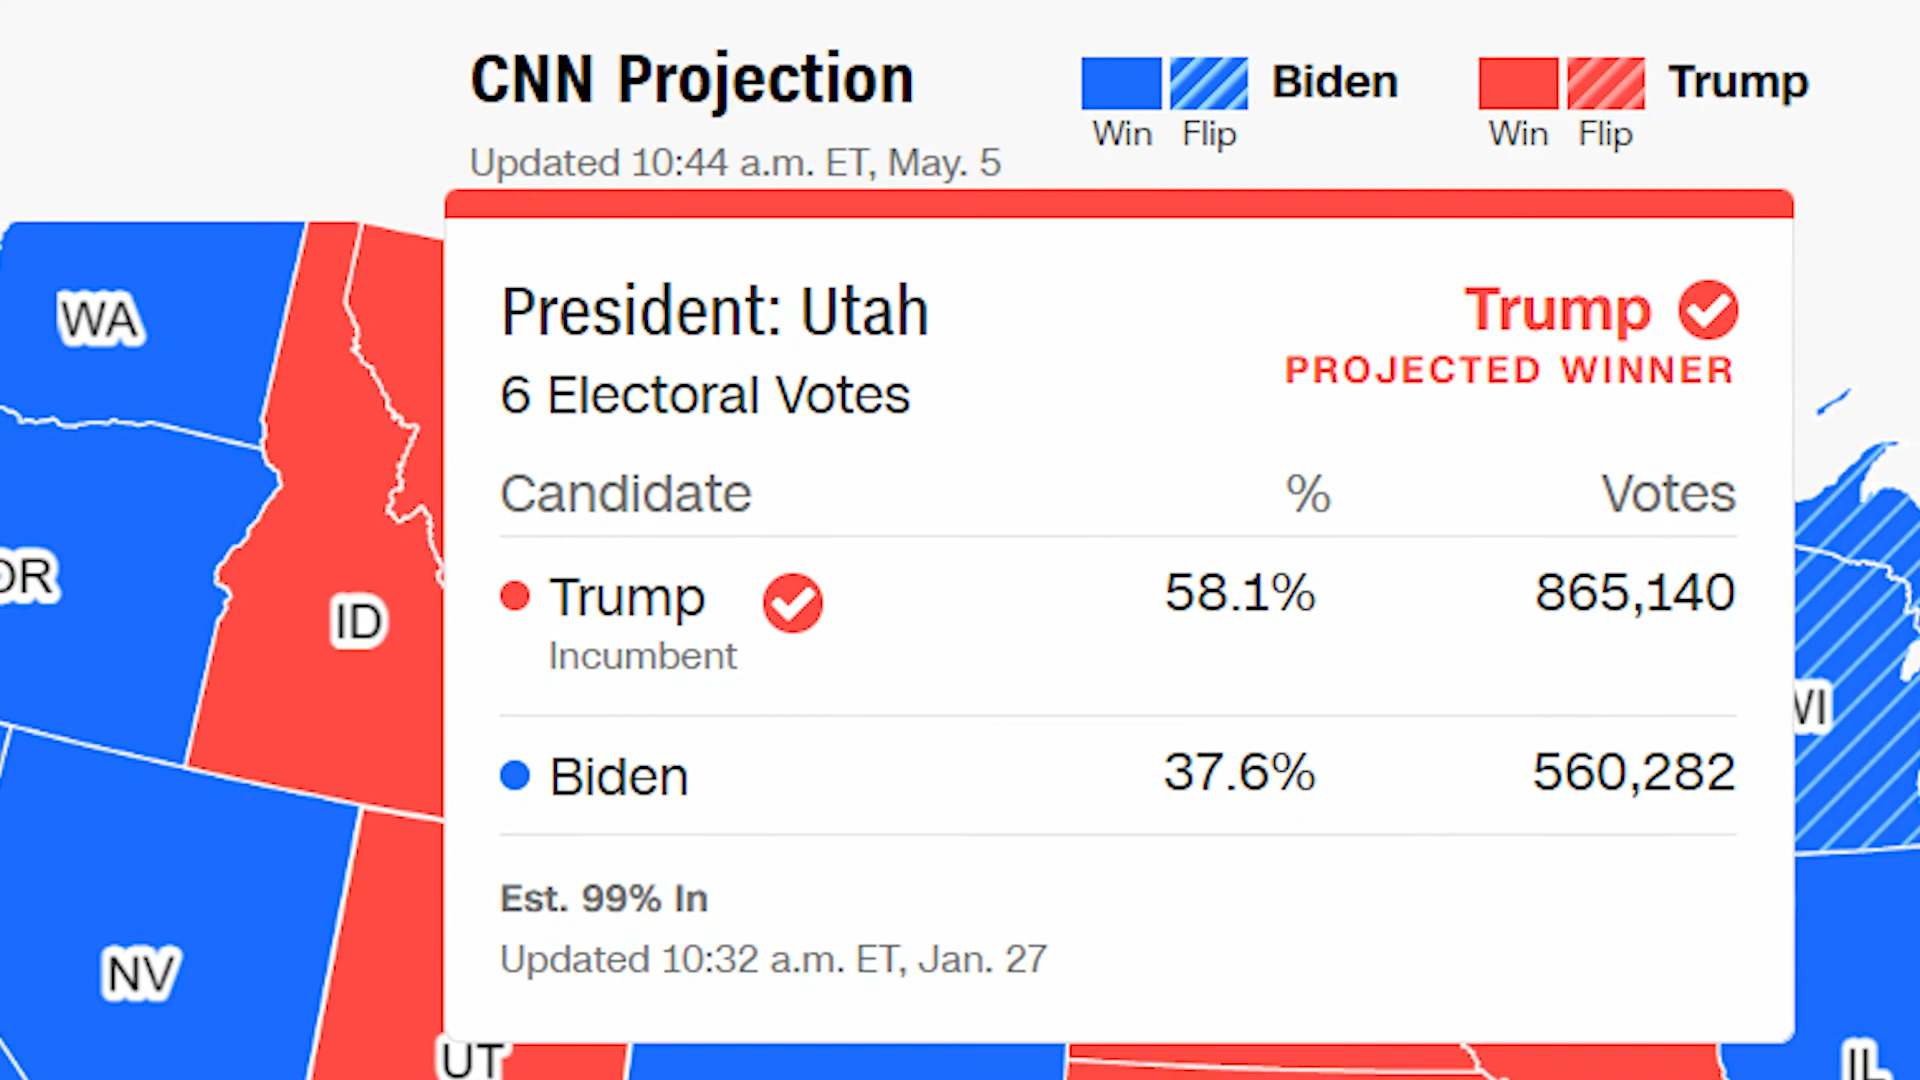 CNN Projection
Updated 10:44 a.m. ET, May. 5
Win Flip Biden
Win Flip Trump
President: Utah
6 Electoral Votes
Trump
PROJECTED WINNER
Candidate % Votes
Trump 58.1% 865,140
Incumbent
Biden 37.6% 560,282
Est. 99% In
Updated 10:32 a.m. ET, Jan. 27
WA
OR
ID
NV
UT
WI
IL